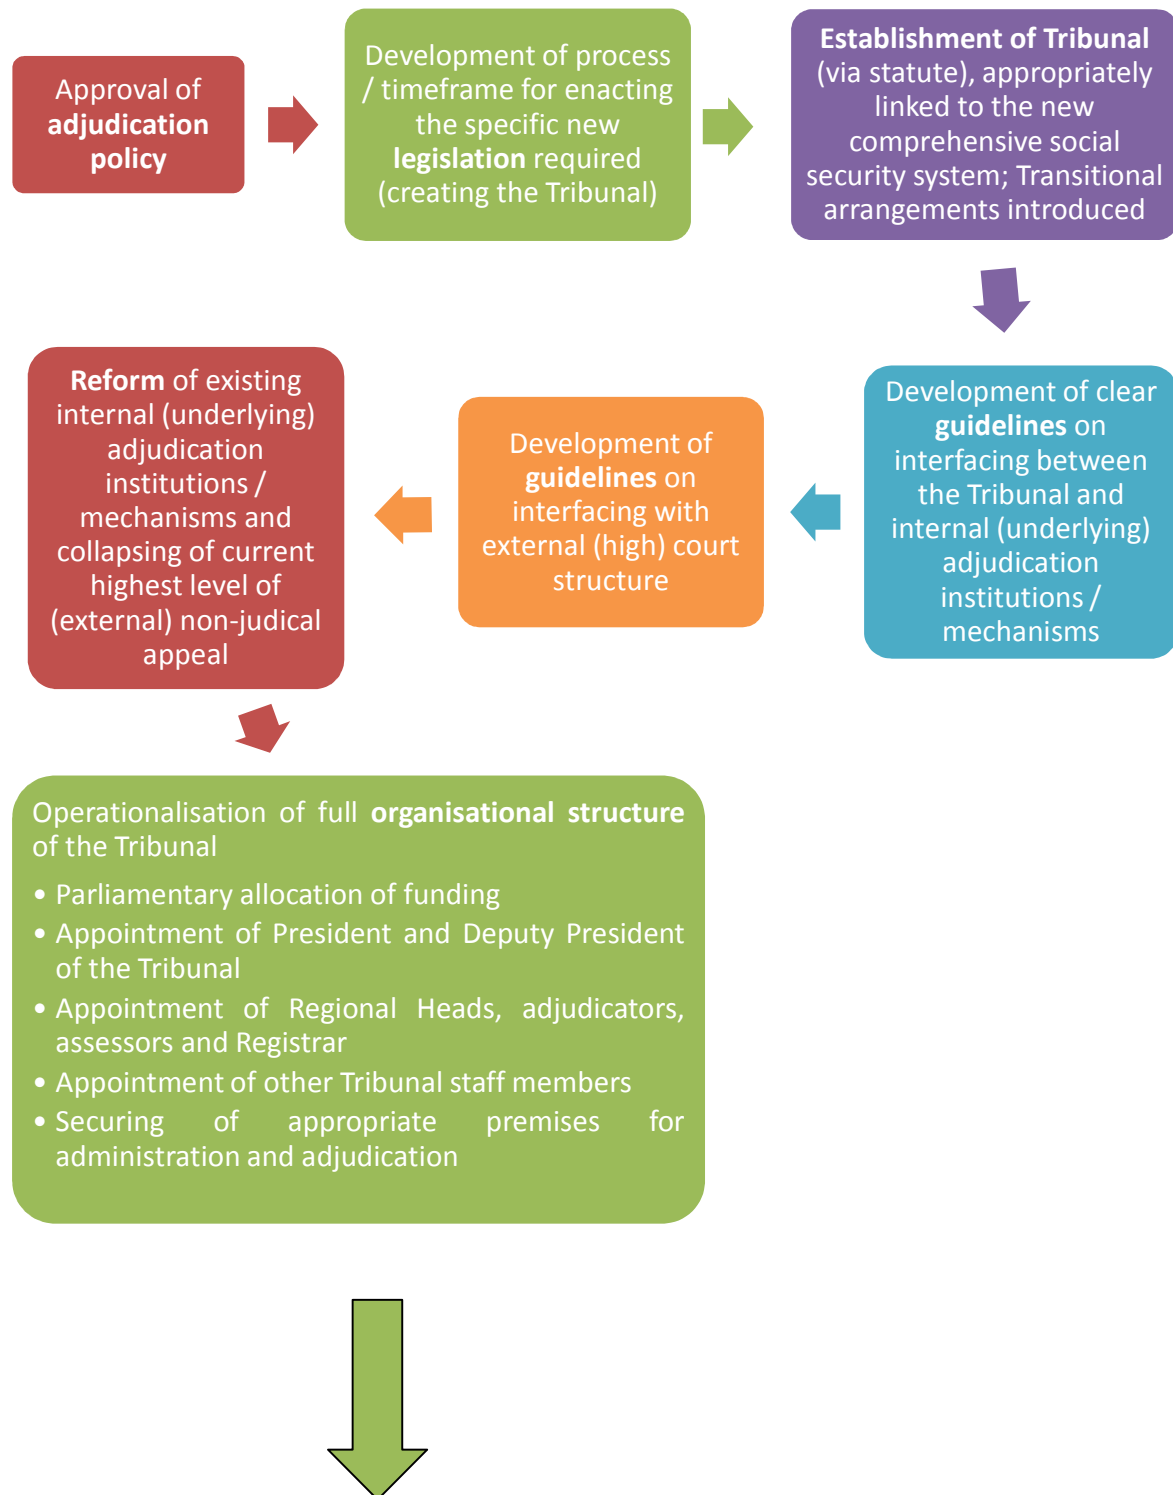 Approval of
adjudication
policy
Development of process
/ timeframe for enacting
the specific new
legislation required
(creating the Tribunal)
Establishment of Tribunal
(via statute), appropriately
linked to the new
comprehensive social
security system; Transitional
arrangements introduced
Development of clear
guidelines on
interfacing between
the Tribunal and
internal (underlying)
adjudication
institutions /
mechanisms
Development of
guidelines on
interfacing with
external (high) court
structure
Reform of existing
internal (underlying)
adjudication
institutions /
mechanisms and
collapsing of current
highest level of
(external) non-judical
appeal
Operationalisation of full organisational structure
of the Tribunal
• Parliamentary allocation of funding
• Appointment of President and Deputy President
of the Tribunal
• Appointment of Regional Heads, adjudicators,
assessors and Registrar
• Appointment of other Tribunal staff members
• Securing of appropriate premises for
administration and adjudication